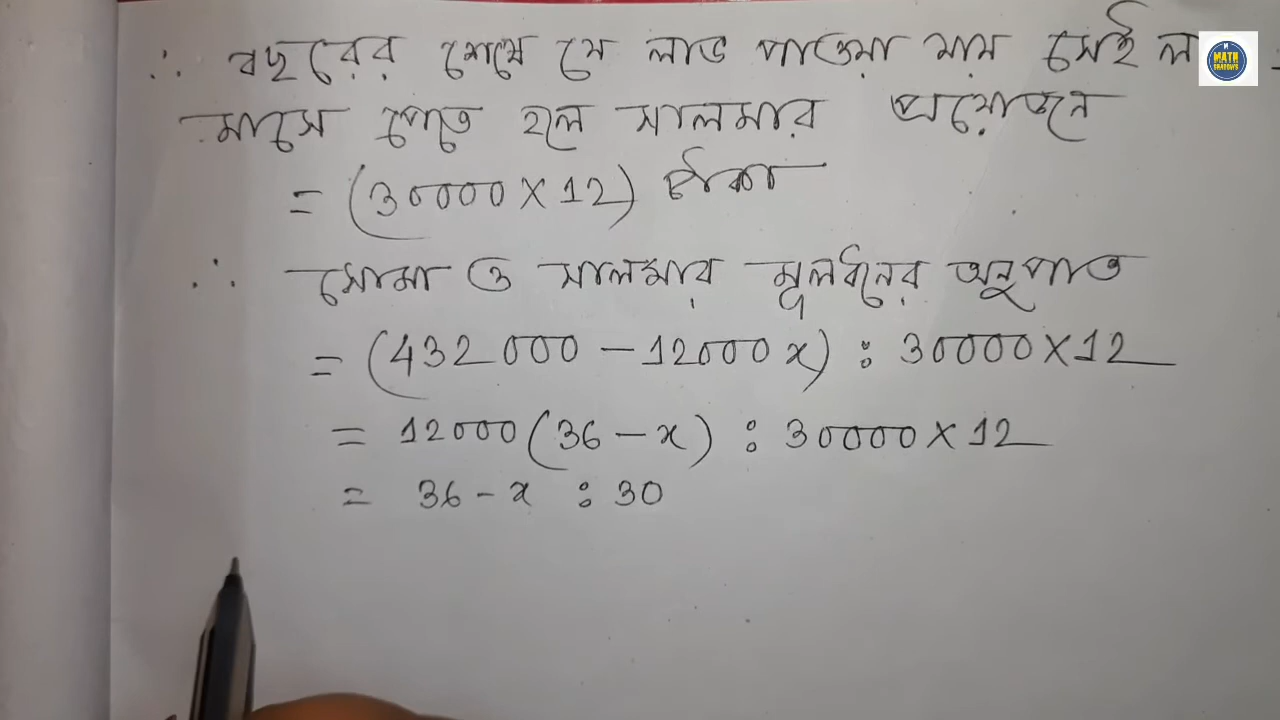 ∴ বছরের শেষে যে লাভ পাওয়া যায় সেই ল
মাসে পেতে হলে সালমার প্রয়োজন
= (30000 × 12) টাকা
∴ সোমা ও সালমার মূলধনের অনুপাত
= (432000 - 12000x) : 30000 × 12
= 12000(36 - x) : 30000 × 12
= 36 - x : 30
M
MATH